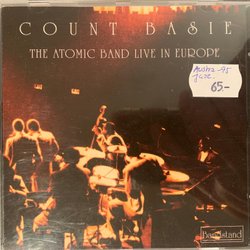 COUNT BASIE
THE ATOMIC BAND LIVE IN EUROPE
65.-
bandstand